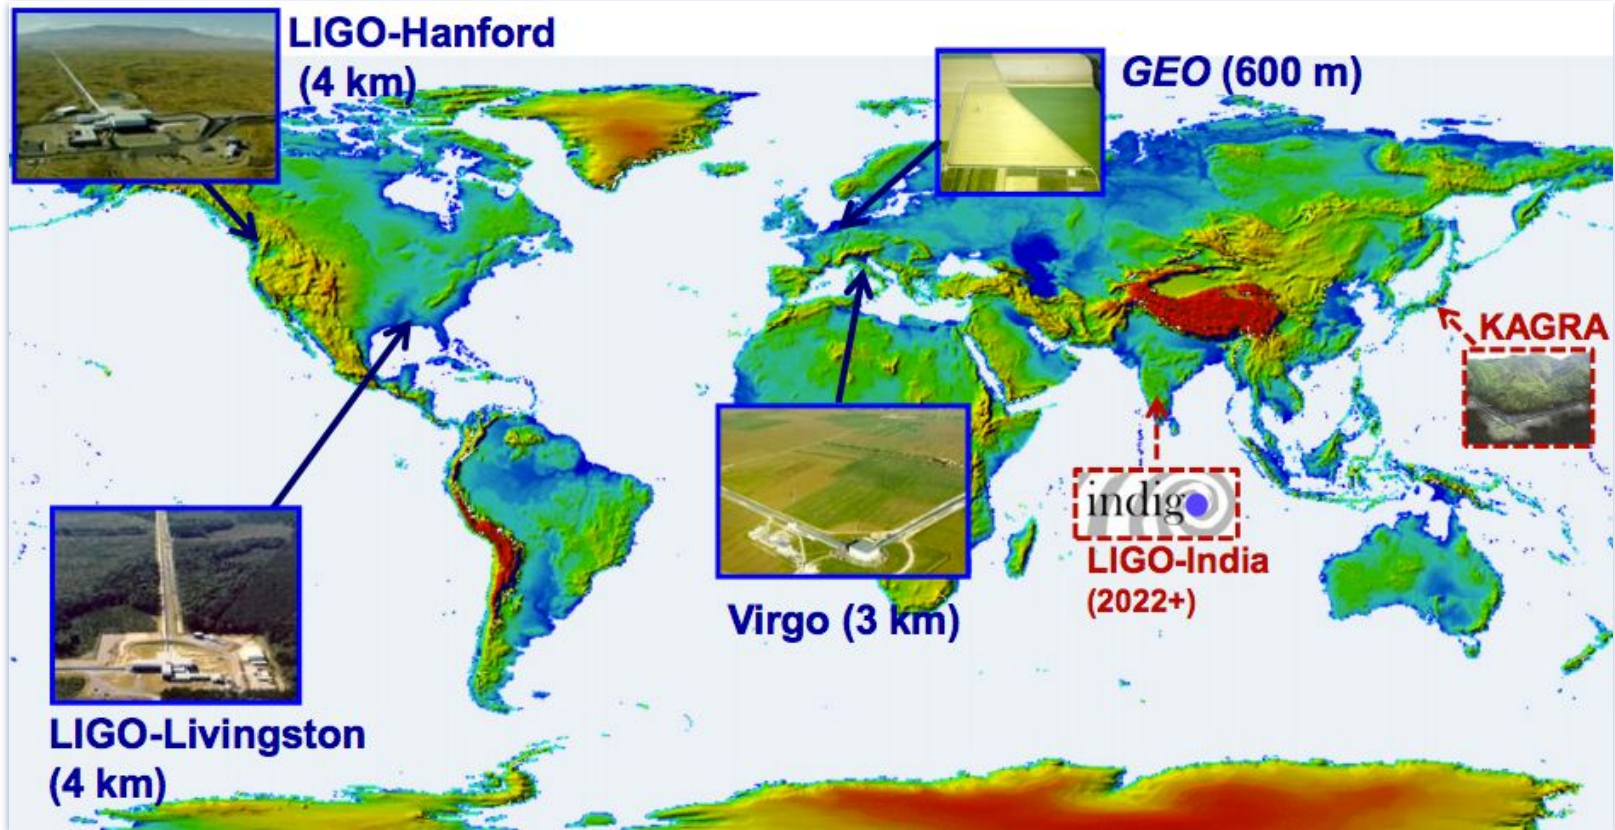 LIGO-Hanford
(4 km)
GEO (600 m)
KAGRA
indigo
LIGO-India
(2022+)
Virgo (3 km)
LIGO-Livingston
(4 km)